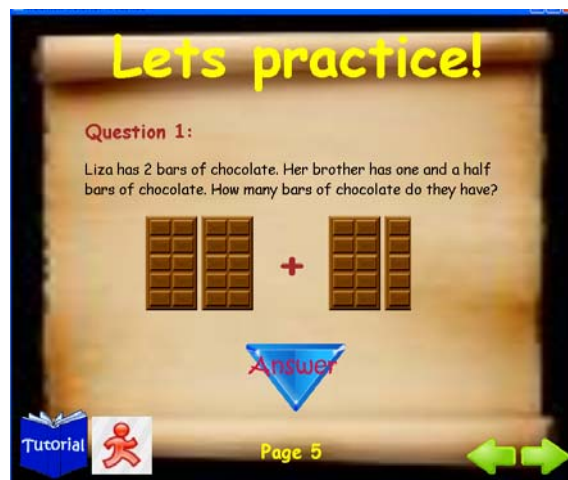 Lets practice!
Question 1:
Liza has 2 bars of chocolate. Her brother has one and a half
bars of chocolate. How many bars of chocolate do they have?
+
Answer
Tutorial
Page 5